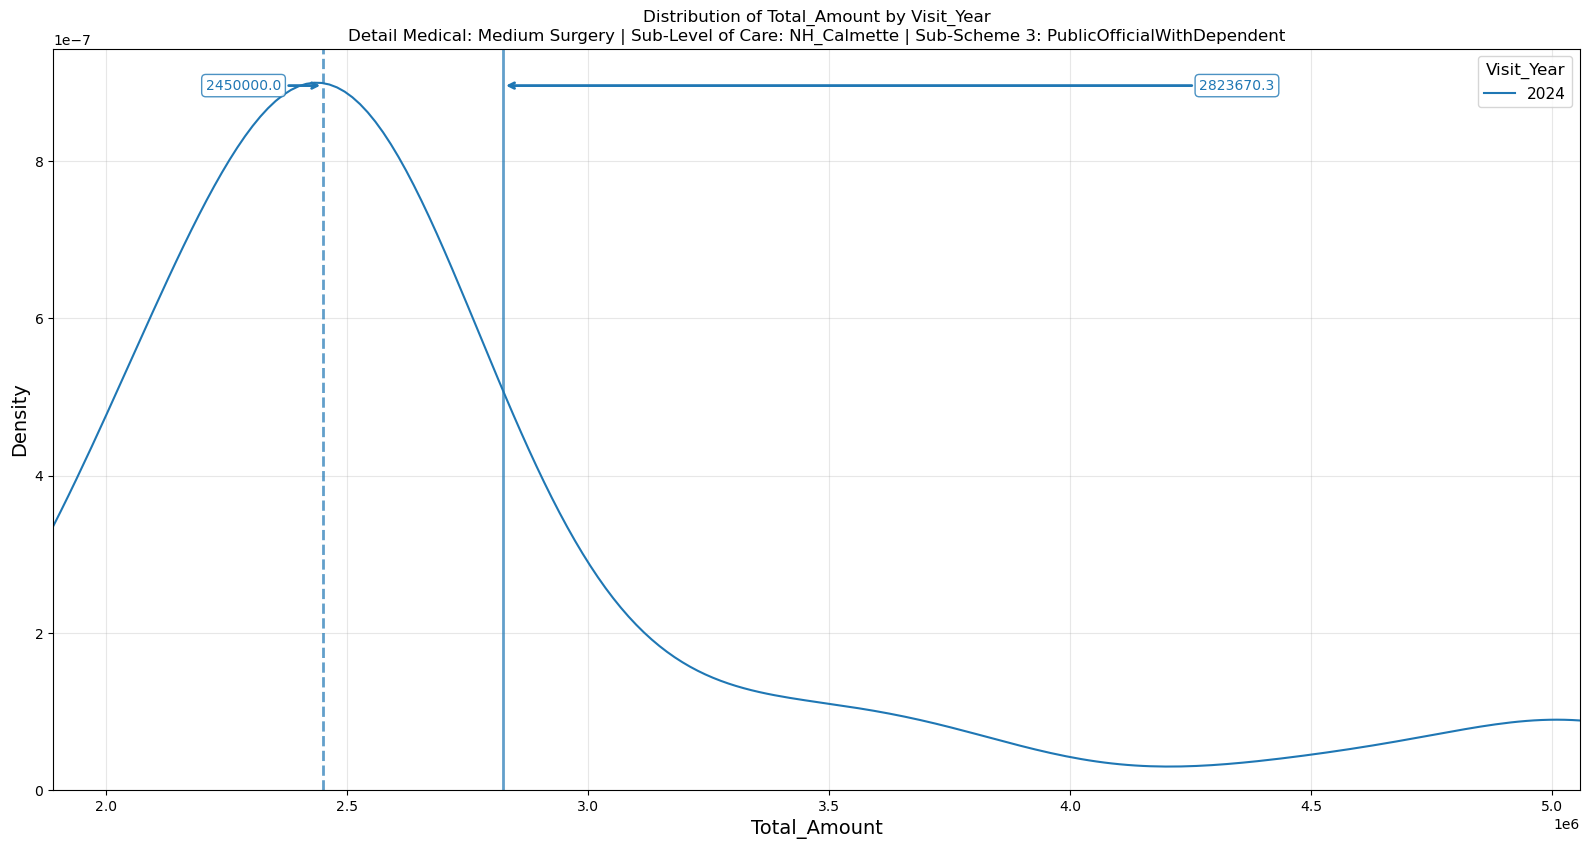 Distribution of Total_Amount by Visit_Year
Detail Medical: Medium Surgery | Sub-Level of Care: NH_Calmette | Sub-Scheme 3: PublicOfficialWithDependent
1e−7
2450000.0
2823670.3
Visit_Year
2024
8
6
4
2
0
Density
2.0 2.5 3.0 3.5 4.0 4.5 5.0
1e6
Total_Amount